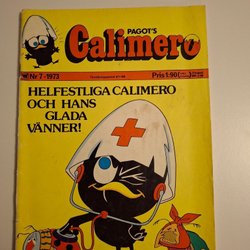 PAGOT'S
Calimero
Nr 7 - 1973
Pris 1:90
HELFESTLIGA CALIMERO
OCH HANS
GLADA
VÄNNER!